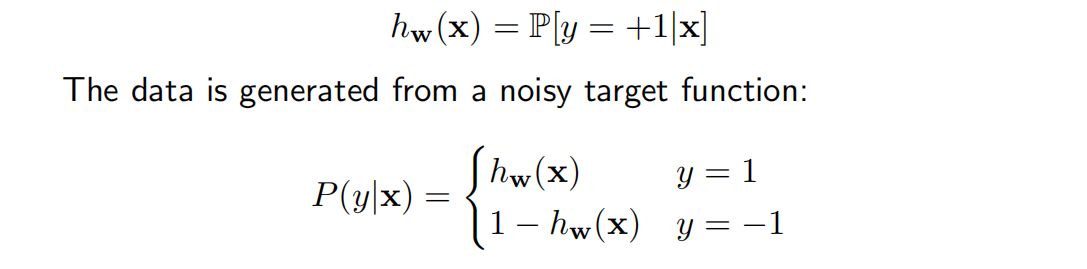 h_w(x) = ℙ[y = +1|x]
The data is generated from a noisy target function:
P(y|x) = { h_w(x) y = 1
1 − h_w(x) y = −1